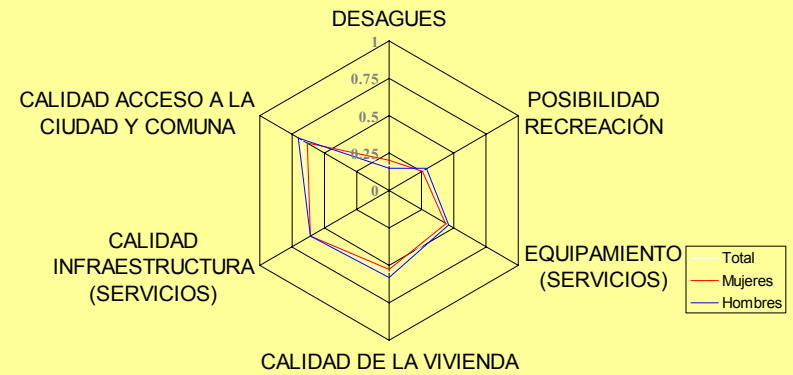 DESAGUES
1
0.75
0.5
0.25
0
POSIBILIDAD
RECREACIÓN
EQUIPAMIENTO
(SERVICIOS)
CALIDAD DE LA VIVIENDA
CALIDAD
INFRAESTRUCTURA
(SERVICIOS)
CALIDAD ACCESO A LA
CIUDAD Y COMUNA
Total
Mujeres
Hombres